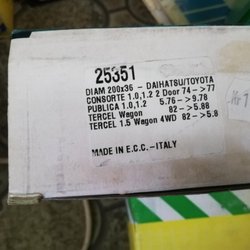 25351
DIAM 200x36 - DAIHATSU/TOYOTA
CONSORTE 1.0,1.2 2 Door 74 -> 77
PUBLICA 1.0,1.2 5.76 -> 9.78
TERCEL Wagon 82 -> 5.88
TERCEL 1.5 Wagon 4WD 82 -> 5.8
MADE IN E.C.C. - ITALY